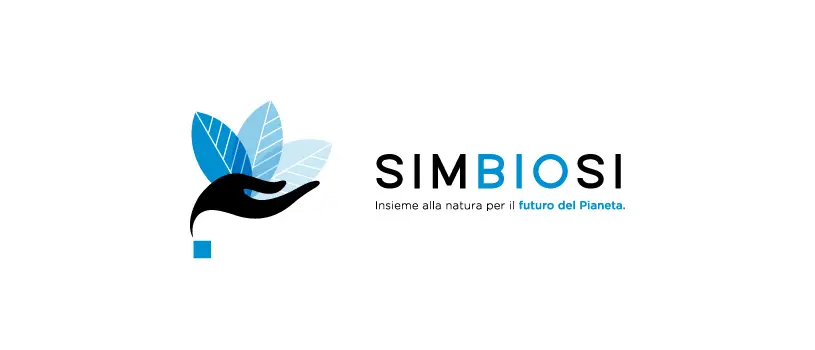 SIMBIOSI
Insieme alla natura per il futuro del Pianeta.